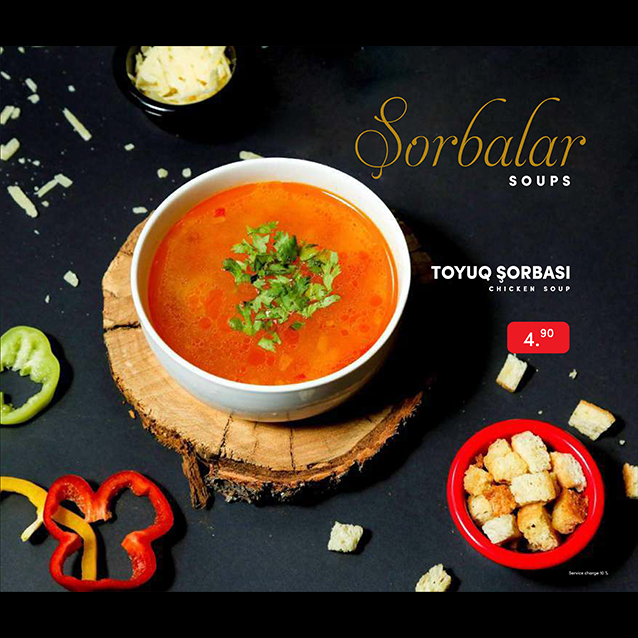 Şorbalar
SOUPS
TOYUQ ŞORBASI
CHICKEN SOUP
4.90
Service charge 10 %